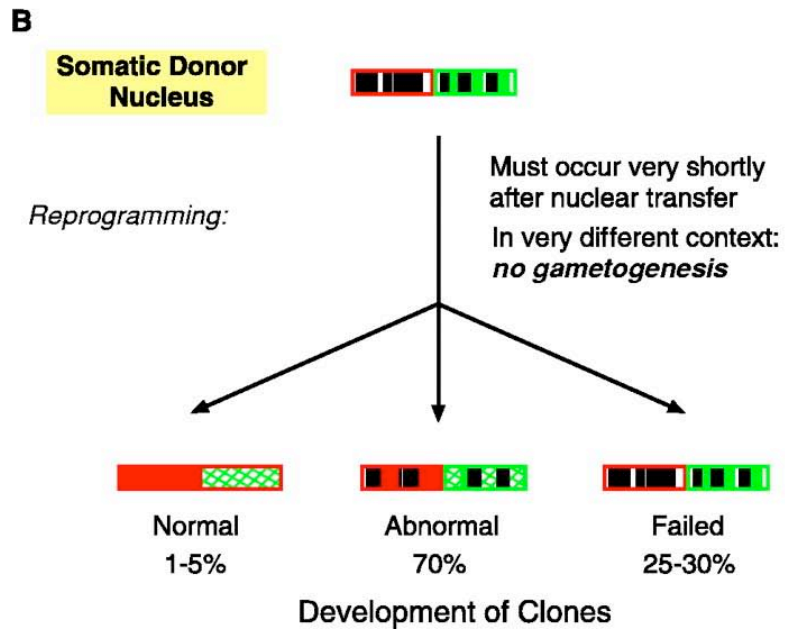 B
Somatic Donor
Nucleus
Must occur very shortly
after nuclear transfer
Reprogramming:
In very different context:
no gametogenesis
Normal
1-5%
Abnormal
70%
Failed
25-30%
Development of Clones